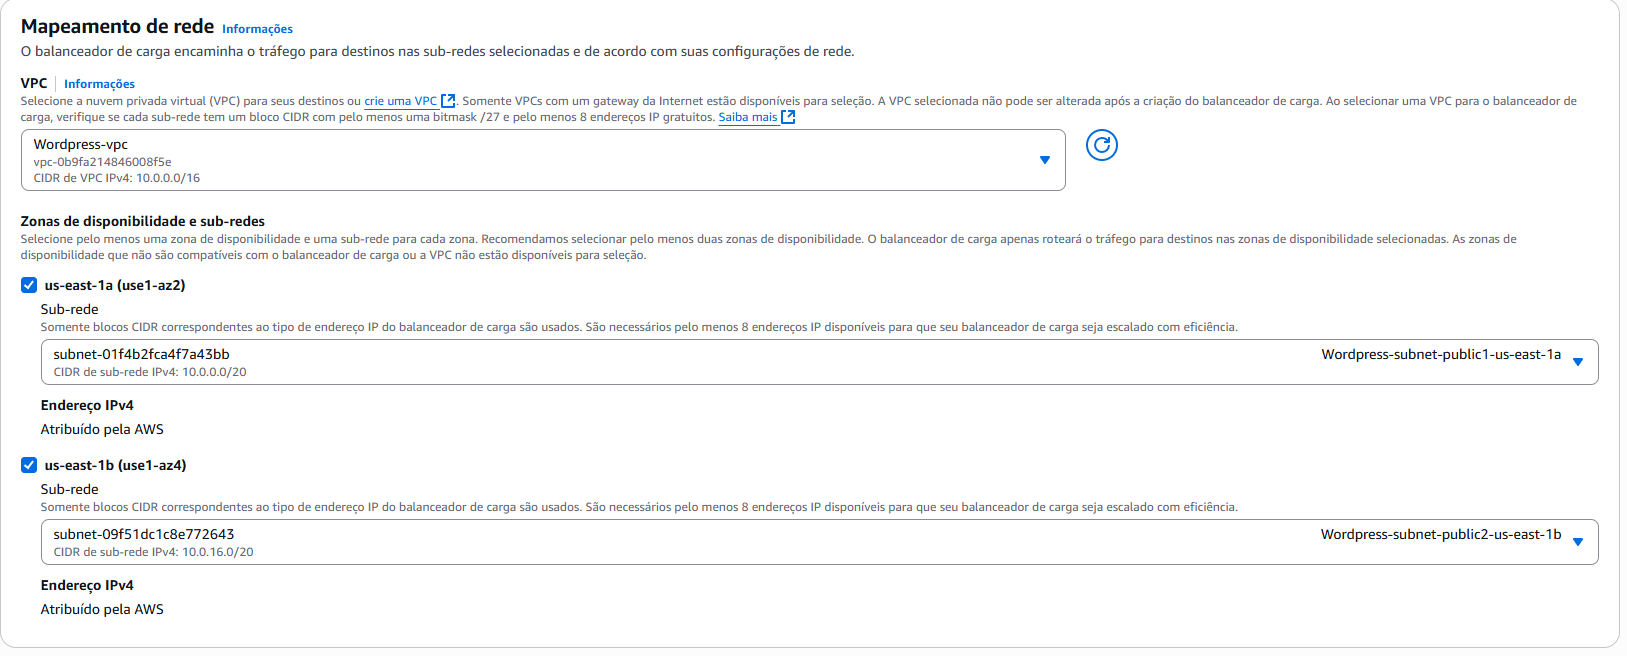 Mapeamento de rede Informações
O balanceador de carga encaminha o tráfego para destinos nas sub-redes selecionadas e de acordo com suas configurações de rede.
VPC Informações
Selecione a nuvem privada virtual (VPC) para seus destinos ou crie uma VPC. Somente VPCs com um gateway da Internet estão disponíveis para seleção. A VPC selecionada não pode ser alterada após a criação do balanceador de carga. Ao selecionar uma VPC para o balanceador de
carga, verifique se cada sub-rede tem um bloco CIDR com pelo menos uma bitmask /27 e pelo menos 8 endereços IP gratuitos. Saiba mais
Wordpress-vpc
vpc-0b9fa214846008f5e
CIDR de VPC IPv4: 10.0.0.0/16
Zonas de disponibilidade e sub-redes
Selecione pelo menos uma zona de disponibilidade e uma sub-rede para cada zona. Recomendamos selecionar pelo menos duas zonas de disponibilidade. O balanceador de carga apenas roteará o tráfego para destinos nas zonas de disponibilidade selecionadas. As zonas de
disponibilidade que não são compatíveis com o balanceador de carga ou a VPC não estão disponíveis para seleção.
us-east-1a (use1-az2)
Sub-rede
Somente blocos CIDR correspondentes ao tipo de endereço IP do balanceador de carga são usados. São necessários pelo menos 8 endereços IP disponíveis para que seu balanceador de carga seja escalado com eficiência.
subnet-01f4b2fca4f7a43bb Wordpress-subnet-public1-us-east-1a
CIDR de sub-rede IPv4: 10.0.0.0/20
Endereço IPv4
Atribuído pela AWS
us-east-1b (use1-az4)
Sub-rede
Somente blocos CIDR correspondentes ao tipo de endereço IP do balanceador de carga são usados. São necessários pelo menos 8 endereços IP disponíveis para que seu balanceador de carga seja escalado com eficiência.
subnet-09f51dc1c8e772643 Wordpress-subnet-public2-us-east-1b
CIDR de sub-rede IPv4: 10.0.16.0/20
Endereço IPv4
Atribuído pela AWS